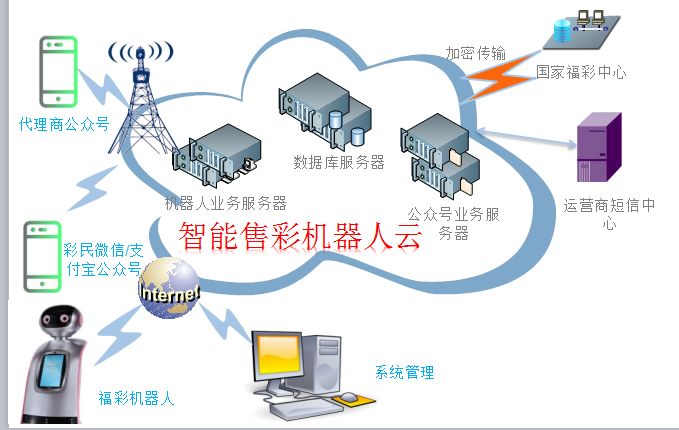 加密传输
国家福彩中心
代理商公众号
数据库服务器
机器人业务服务器
公众号业务服
务器
运营商短信中
心
智能售彩机器人云
彩民微信/支
付宝公众号
Internet
系统管理
福彩机器人